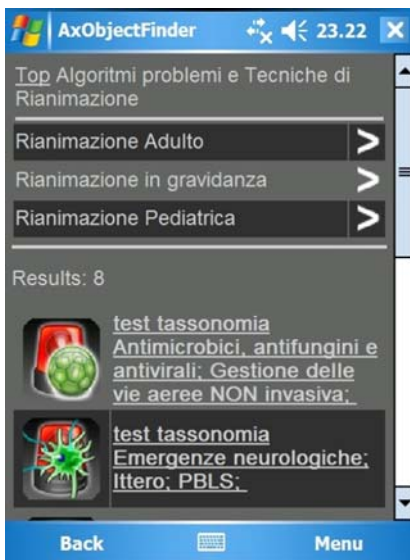 AxObjectFinder 23.22
Top Algoritmi problemi e Tecniche di
Rianimazione
Rianimazione Adulto >
Rianimazione in gravidanza >
Rianimazione Pediatrica >
Results: 8
test tassonomia
Antimicrobici, antifungini e
antivirali; Gestione delle
vie aeree NON invasiva;
test tassonomia
Emergenze neurologiche;
Ittero; PBLS;
Back Menu